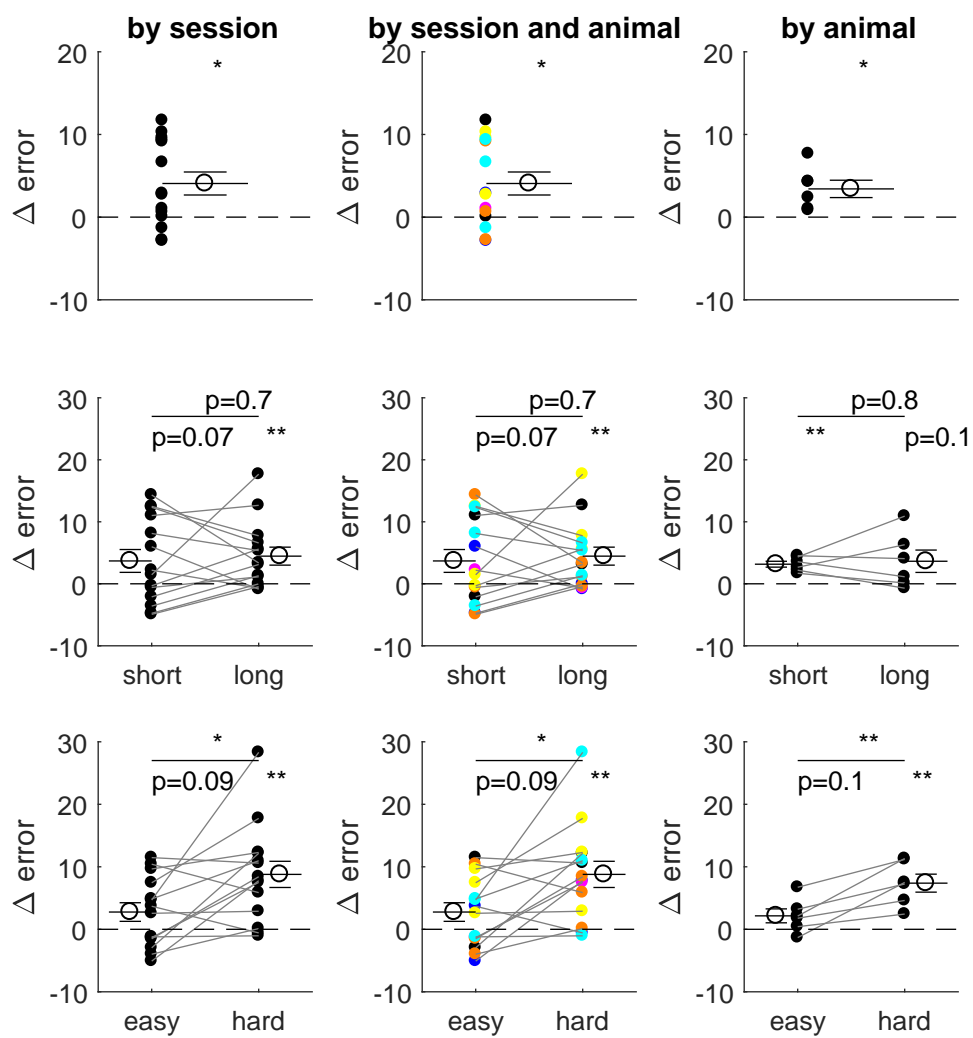 by session by session and animal by animal
20 20 20
* * *
10 10 10
Δ error Δ error Δ error
0 0 0
-10 -10 -10
30 30 30
p=0.7 p=0.7 p=0.8
p=0.07 ** p=0.07 ** ** p=0.1
20 20 20
10 10 10
Δ error Δ error Δ error
0 0 0
-10 -10 -10
short long short long short long
30 * 30 * 30 **
p=0.09 ** p=0.09 ** p=0.1 **
20 20 20
10 10 10
Δ error Δ error Δ error
0 0 0
-10 -10 -10
easy hard easy hard easy hard